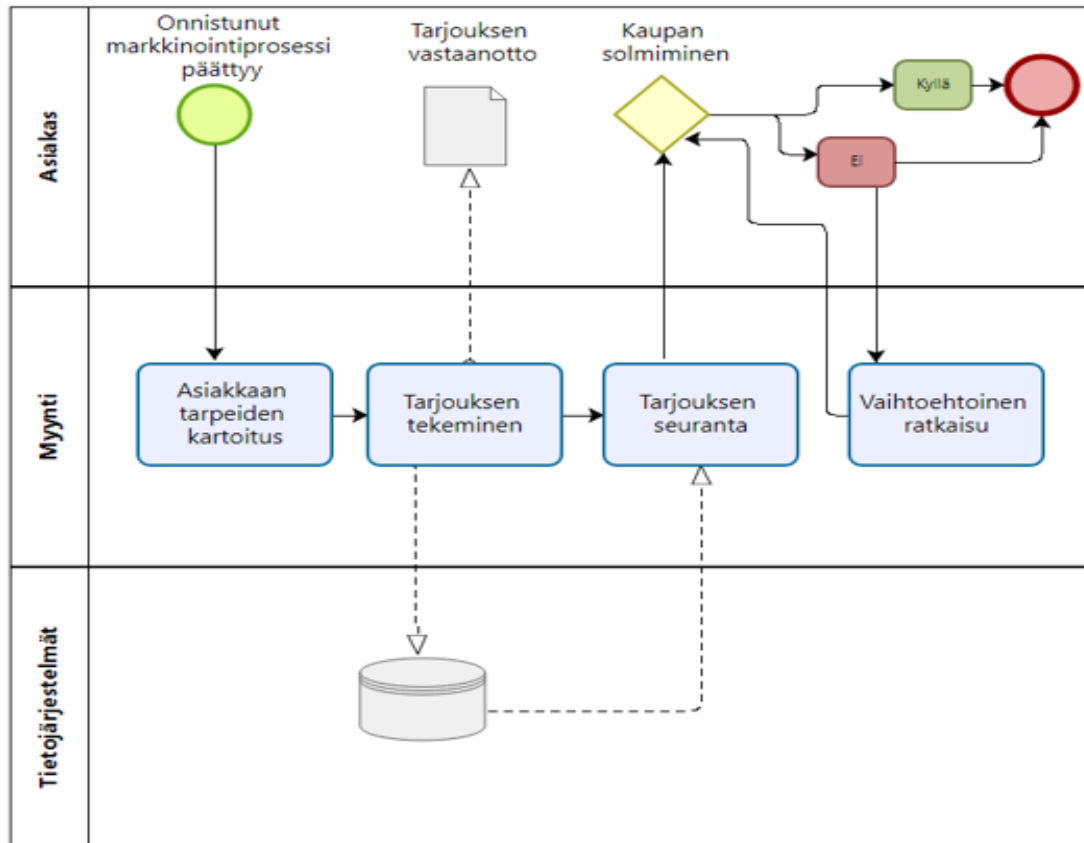 Asiakas
Onnistunut
markkinointiprosessi
päättyy
Tarjouksen
vastaanotto
Kaupan
solmiminen
Kyllä
Ei
Myynti
Asiakkaan
tarpeiden
kartoitus
Tarjouksen
tekeminen
Tarjouksen
seuranta
Vaihtoehtoinen
ratkaisu
Tietojärjestelmät